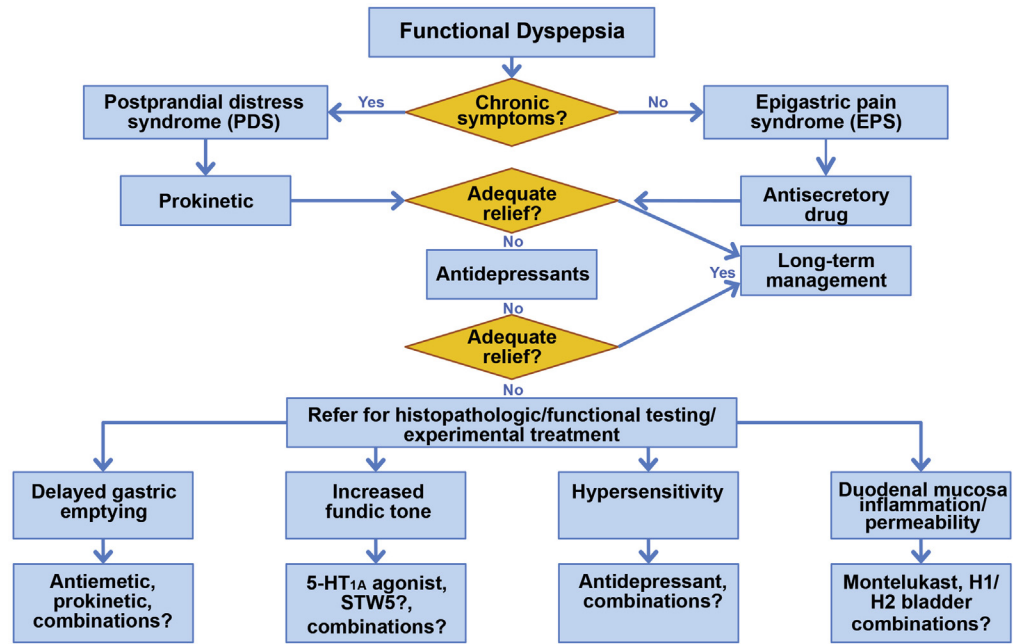 Functional Dyspepsia
Postprandial distress
syndrome (PDS)
Yes
Chronic
symptoms?
No
Epigastric pain
syndrome (EPS)
Prokinetic
Adequate
relief?
Antisecretory
drug
No
Antidepressants
Yes
Long-term
management
No
Adequate
relief?
No
Refer for histopathologic/functional testing/
experimental treatment
Delayed gastric
emptying
Increased
fundic tone
Hypersensitivity
Duodenal mucosa
inflammation/
permeability
Antiemetic,
prokinetic,
combinations?
5-HT1A agonist,
STW5?,
combinations?
Antidepressant,
combinations?
Montelukast, H1/
H2 bladder
combinations?